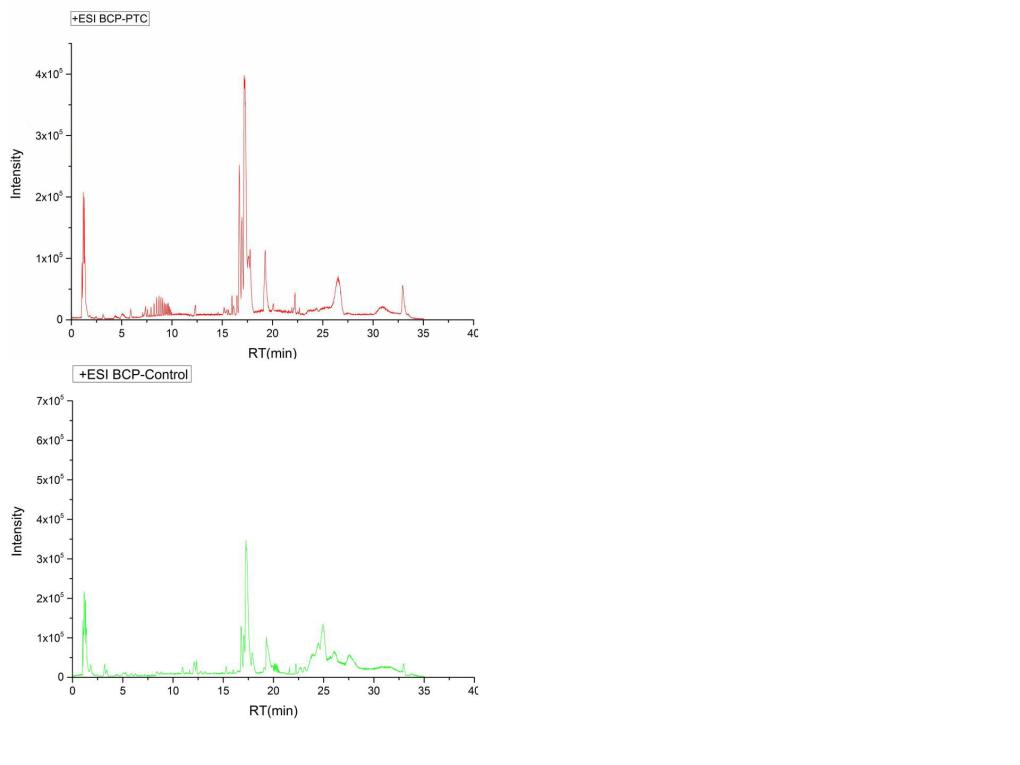 +ESI BCP-PTC
4x10⁵
3x10⁵
2x10⁵
1x10⁵
0
Intensity
0 5 10 15 20 25 30 35 40
RT(min)
+ESI BCP-Control
7x10⁵
6x10⁵
5x10⁵
4x10⁵
3x10⁵
2x10⁵
1x10⁵
0
Intensity
0 5 10 15 20 25 30 35 40
RT(min)